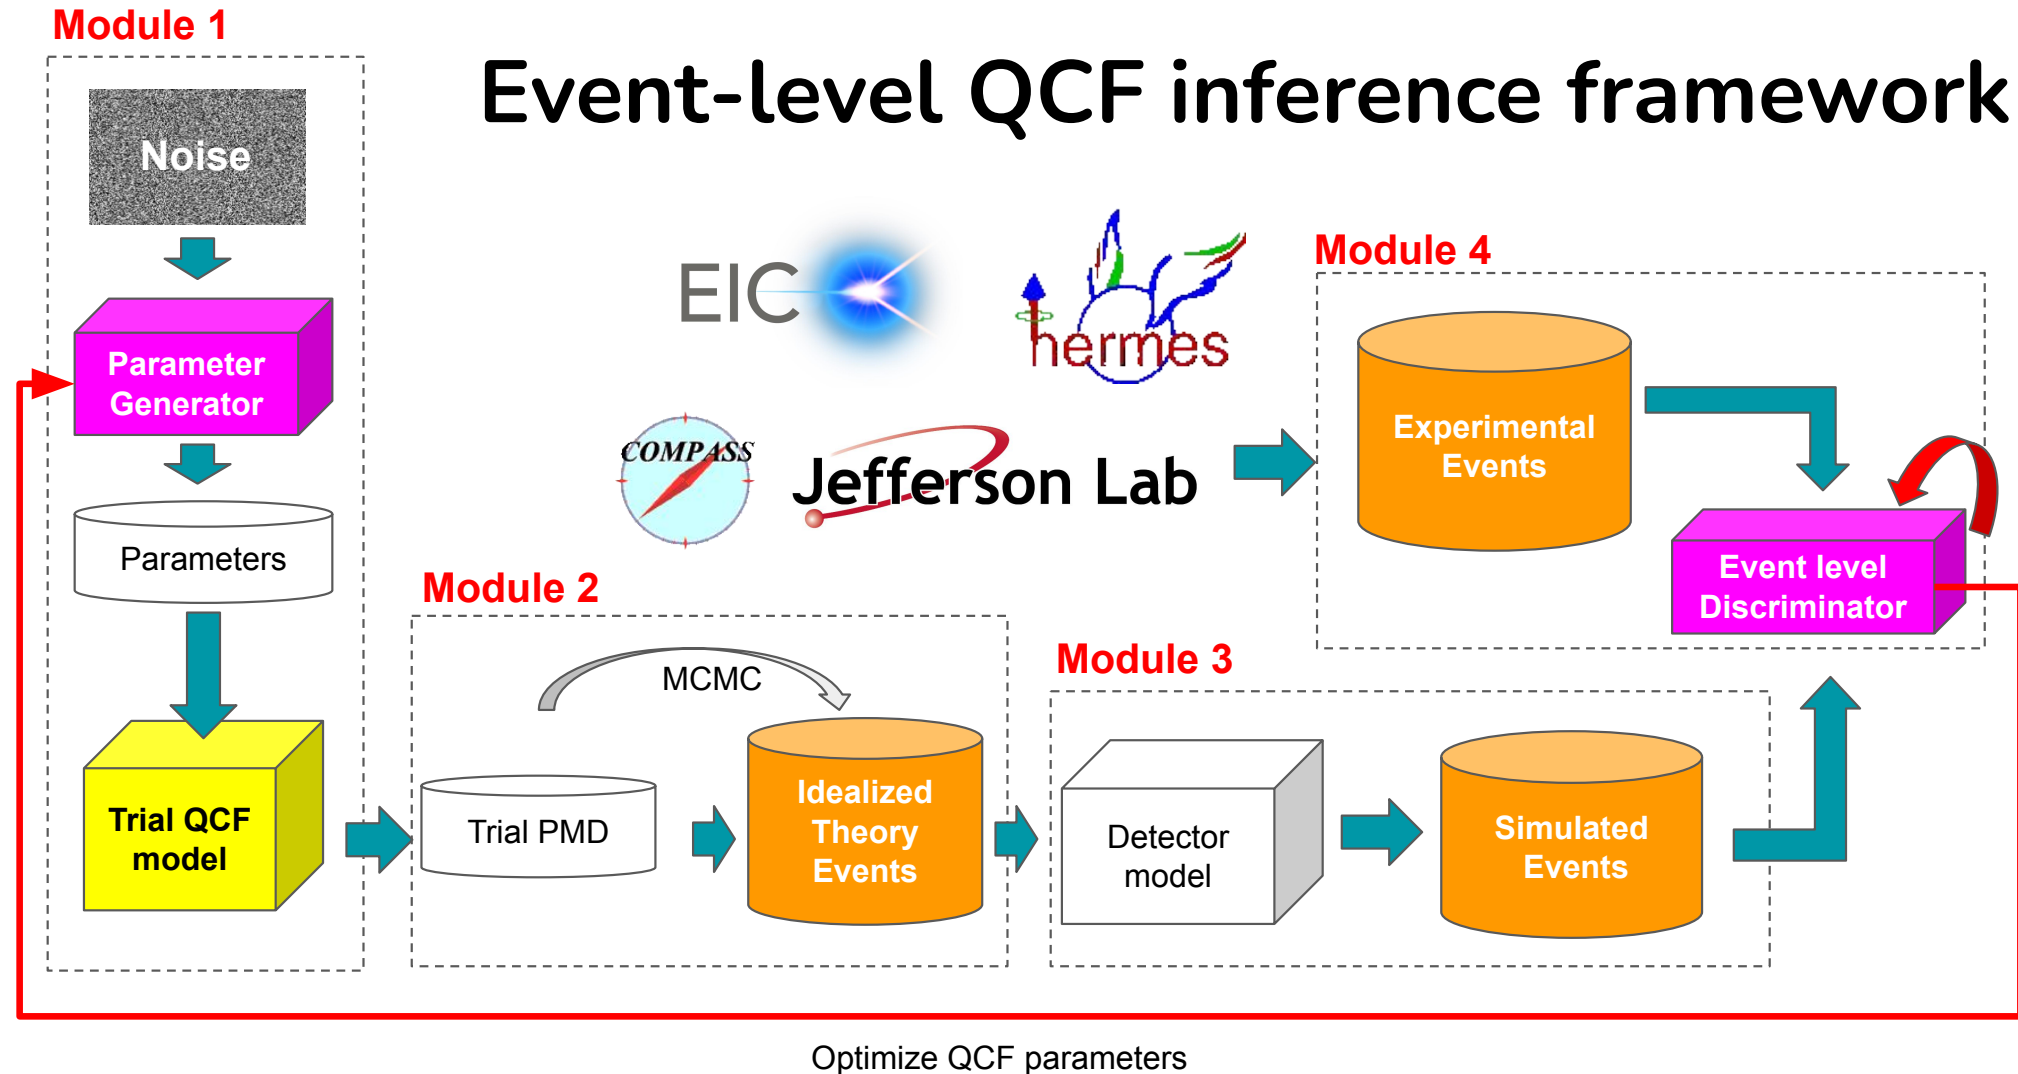 Module 1
Event-level QCF inference framework
Noise
Parameter
Generator
Parameters
Trial QCF
model
EIC
hermes
COMPASS
Jefferson Lab
Module 2
MCMC
Trial PMD
Idealized
Theory
Events
Module 3
Detector
model
Simulated
Events
Module 4
Experimental
Events
Event level
Discriminator
Optimize QCF parameters